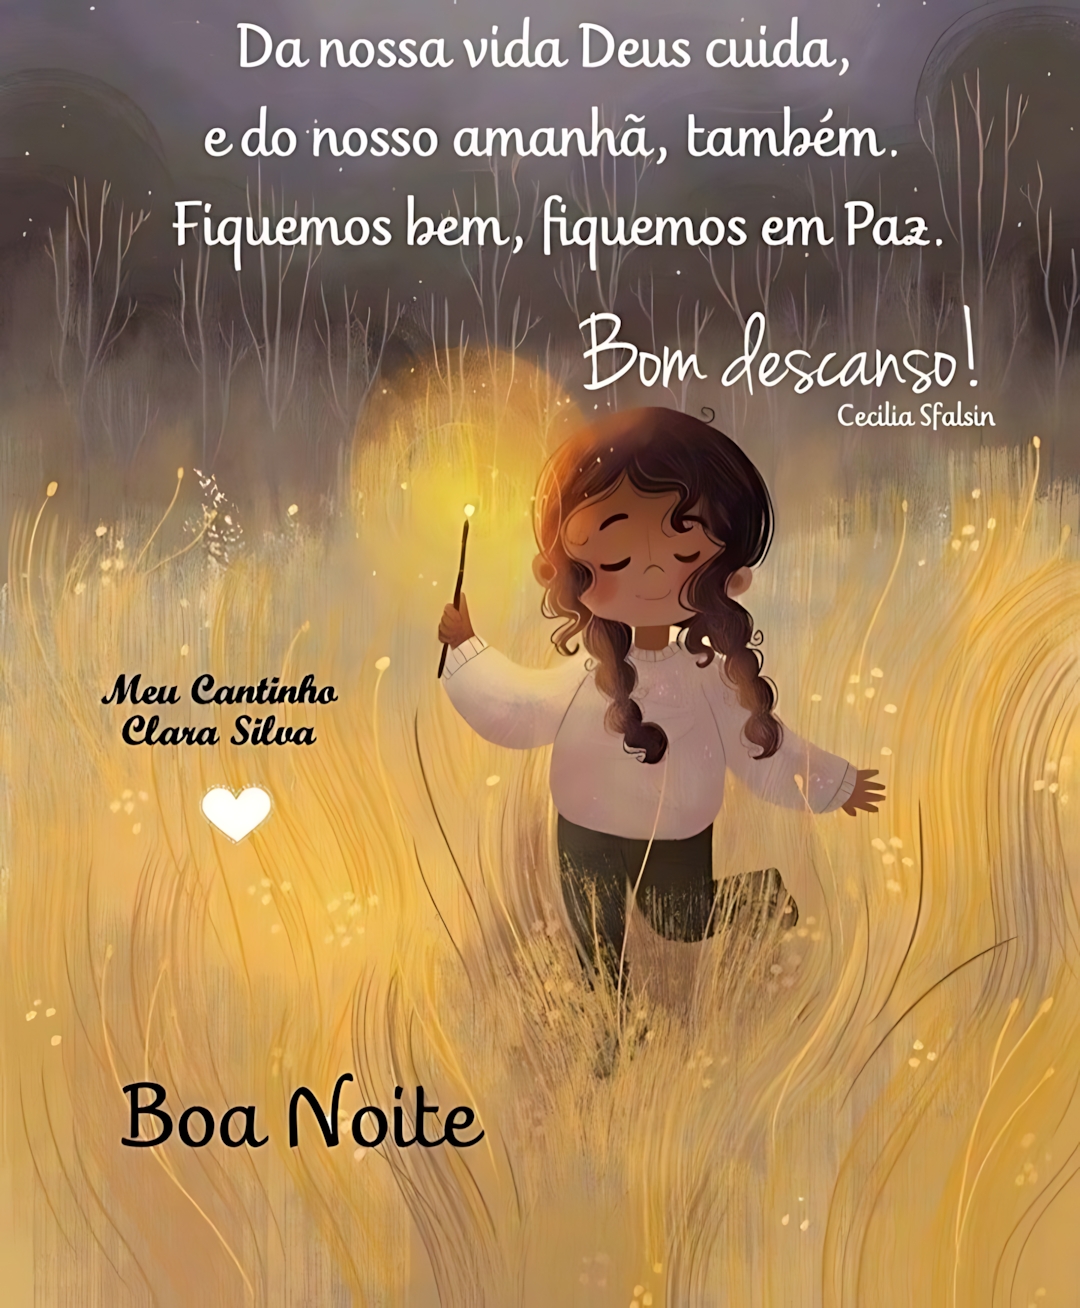 Da nossa vida Deus cuida,
e do nosso amanhã, também.
Fiquemos bem, fiquemos em Paz.
Bom descanso!
Cecilia Sfalsin
Meu Cantinho
Clara Silva
Boa Noite